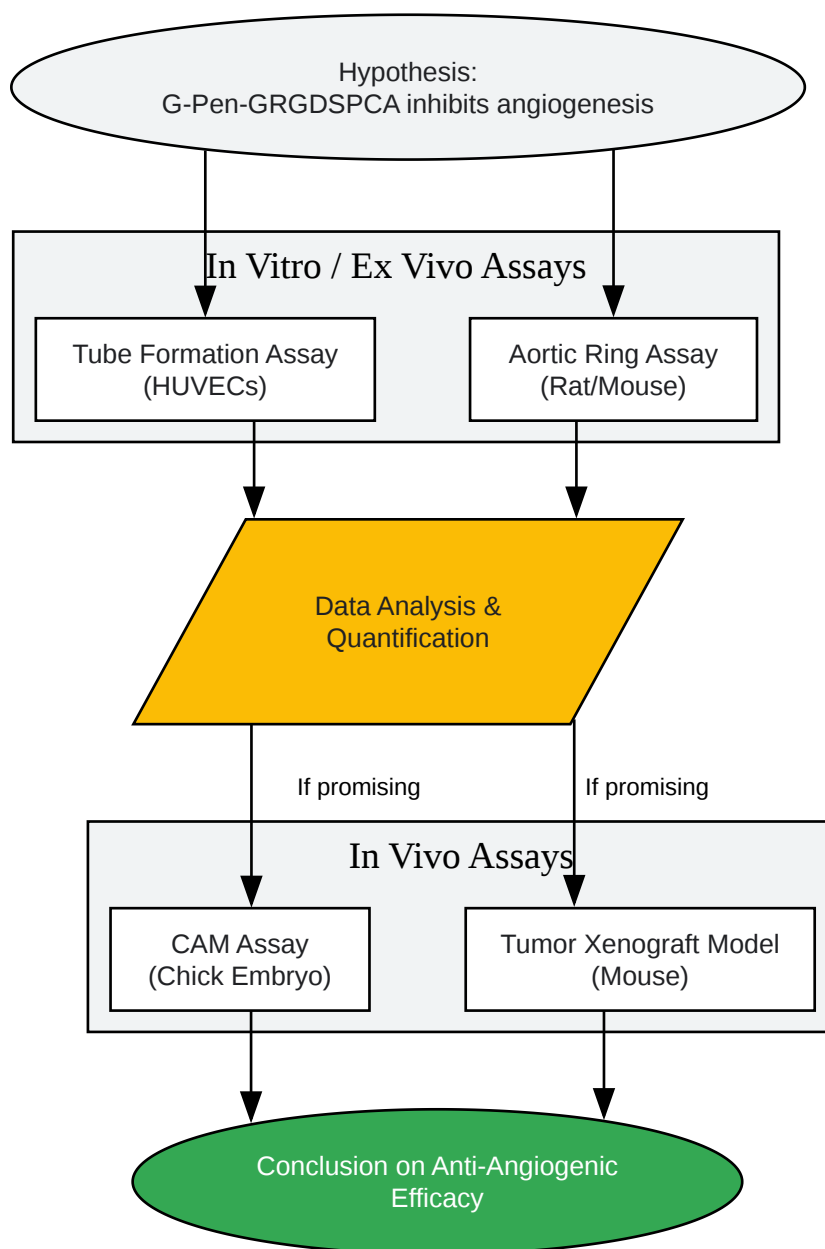 Hypothesis:
G-Pen-GRGDSPCA inhibits angiogenesis
In Vitro / Ex Vivo Assays
Tube Formation Assay
(HUVECs)
Aortic Ring Assay
(Rat/Mouse)
Data Analysis &
Quantification
If promising
If promising
In Vivo Assays
CAM Assay
(Chick Embryo)
Tumor Xenograft Model
(Mouse)
Conclusion on Anti-Angiogenic
Efficacy